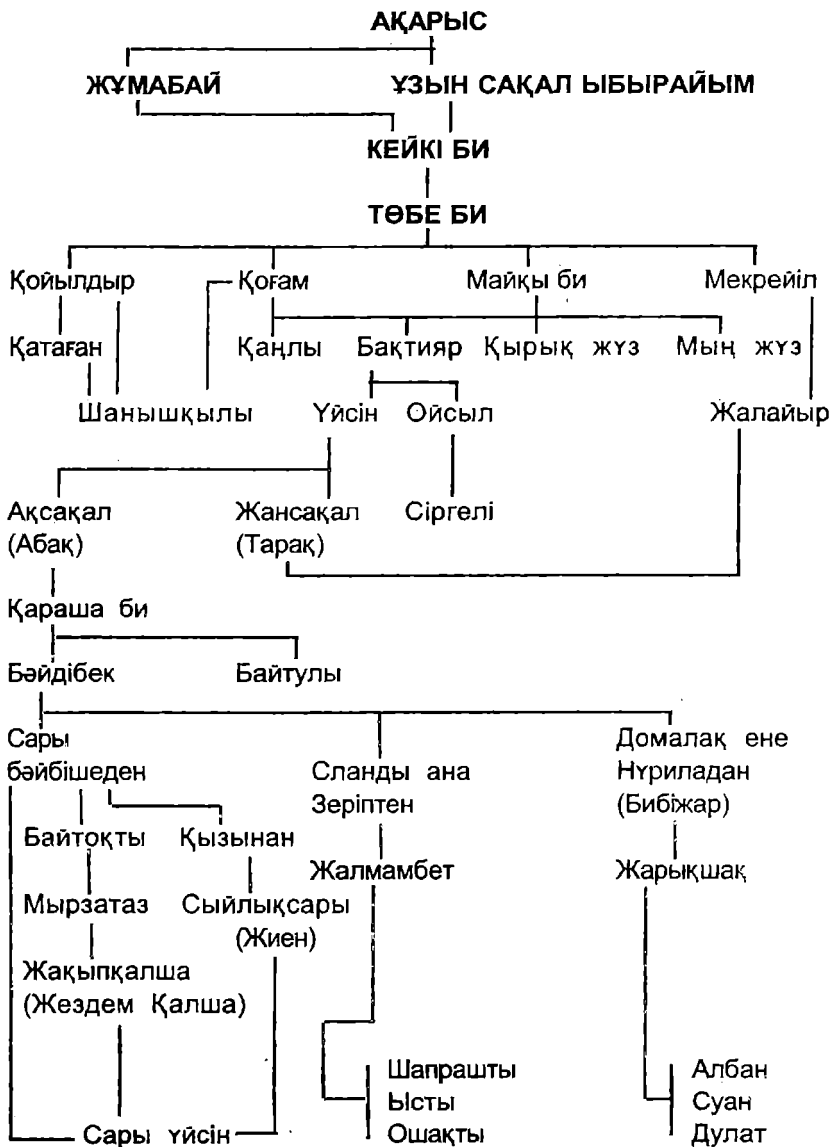 АҚАРЫС
ЖҰМАБАЙ ҰЗЫН САҚАЛ ЫБЫРАЙЫМ
КЕЙКІ БИ
ТӨБЕ БИ
Қойылдыр Қоғам Майқы би Мекрейіл
Қатаған Қаңлы Бақтияр Қырық жүз Мың жүз
Шанышқылы Үйсін Ойсыл Жалайыр
Ақсақал Жансақал Сіргелі
(Абақ) (Тарақ)
Қараша би
Бәйдібек Байтулы
Сары Домалақ ене
бәйбішеден Сланды ана Нұриладан
Зеріптен (Бибіжар)
Байтоқты Қызынан
Жалмамбет Жарықшақ
Мырзатаз Сыйлықсары
(Жиен)
Жақыпқалша
(Жездем Қалша)
Шапрашты Албан
Ысты Суан
Сары үйсін Ошақты Дулат